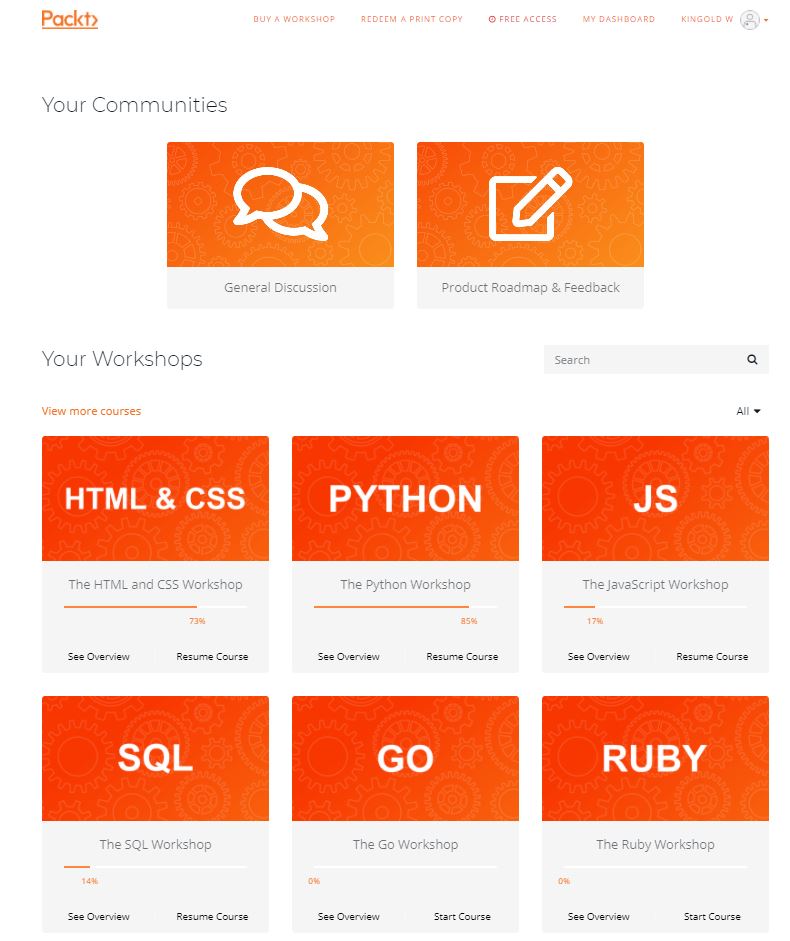 Packt
BUY A WORKSHOP REDEEM A PRINT COPY FREE ACCESS MY DASHBOARD KINGOLD W
Your Communities
General Discussion Product Roadmap & Feedback
Your Workshops Search
View more courses All
HTML & CSS PYTHON JS
The HTML and CSS Workshop The Python Workshop The JavaScript Workshop
73% 85% 17%
See Overview Resume Course See Overview Resume Course See Overview Resume Course
SQL GO RUBY
The SQL Workshop The Go Workshop The Ruby Workshop
14% 0% 0%
See Overview Resume Course See Overview Start Course See Overview Start Course